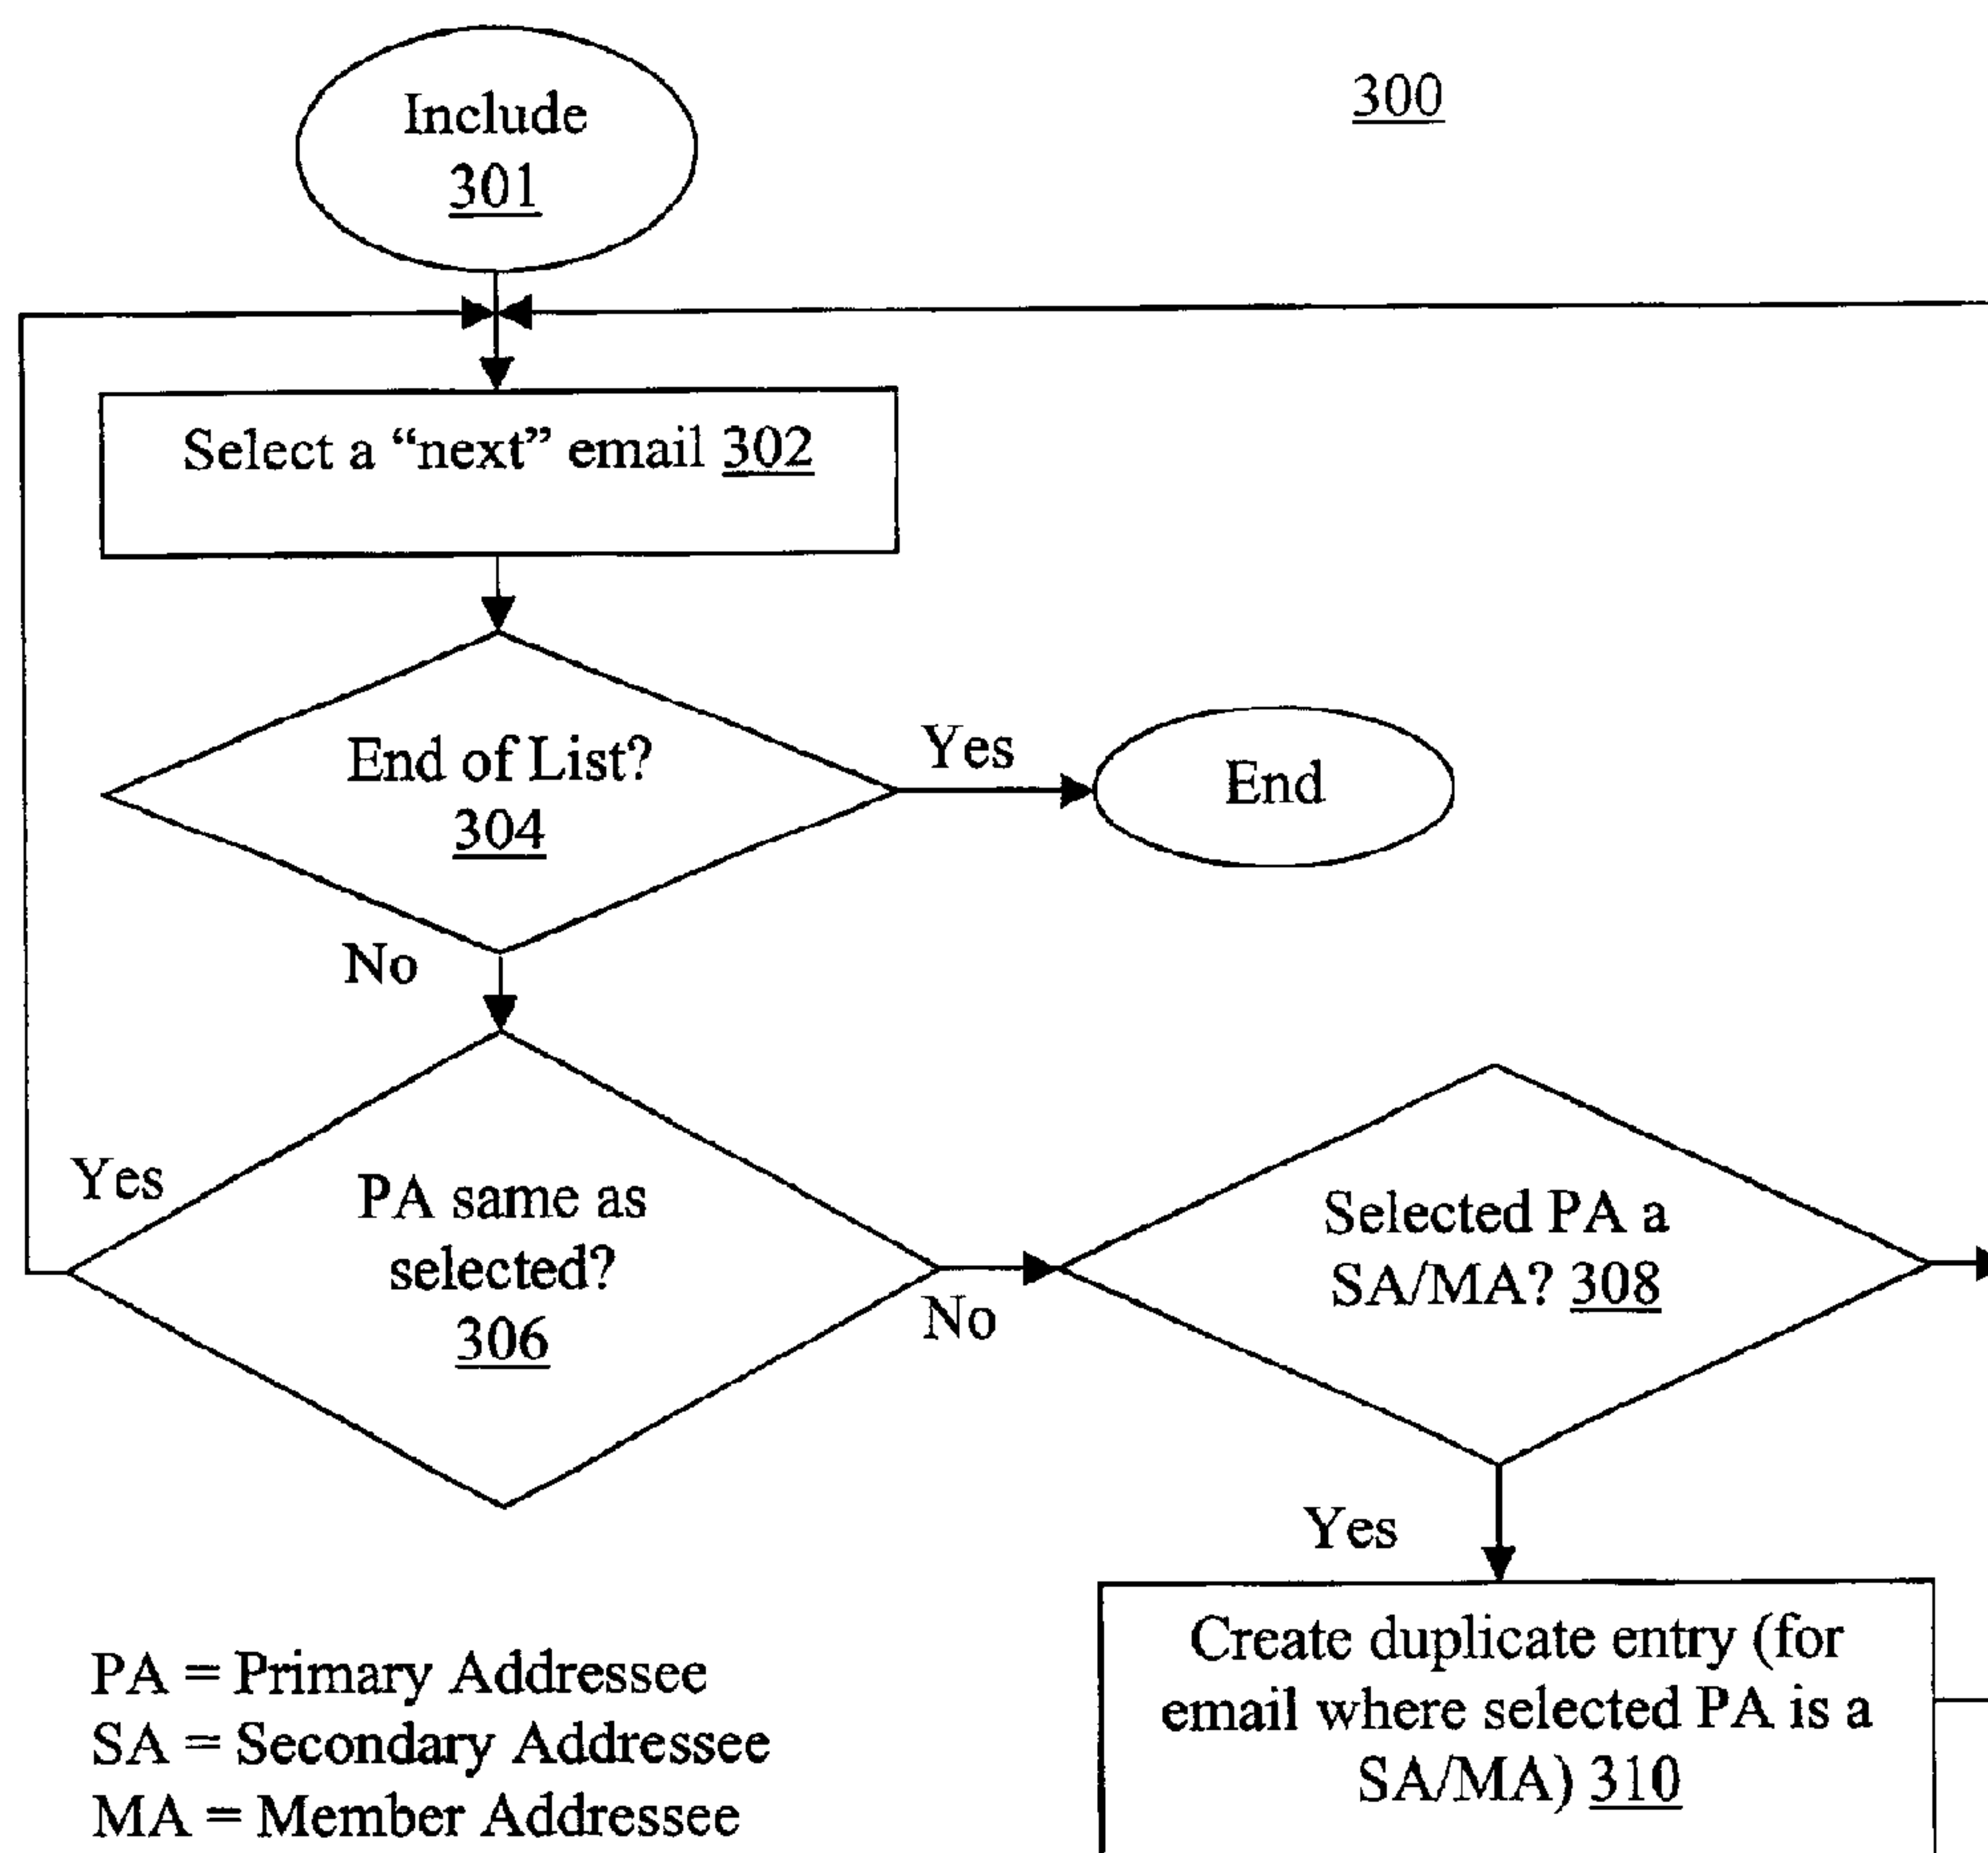 300
Include
301
Select a “next” email 302
End of List?
304
Yes
End
No
PA same as
selected?
306
Yes
No
Selected PA a
SA/MA? 308
Yes
Create duplicate entry (for
email where selected PA is a
SA/MA) 310
PA = Primary Addressee
SA = Secondary Addressee
MA = Member Addressee